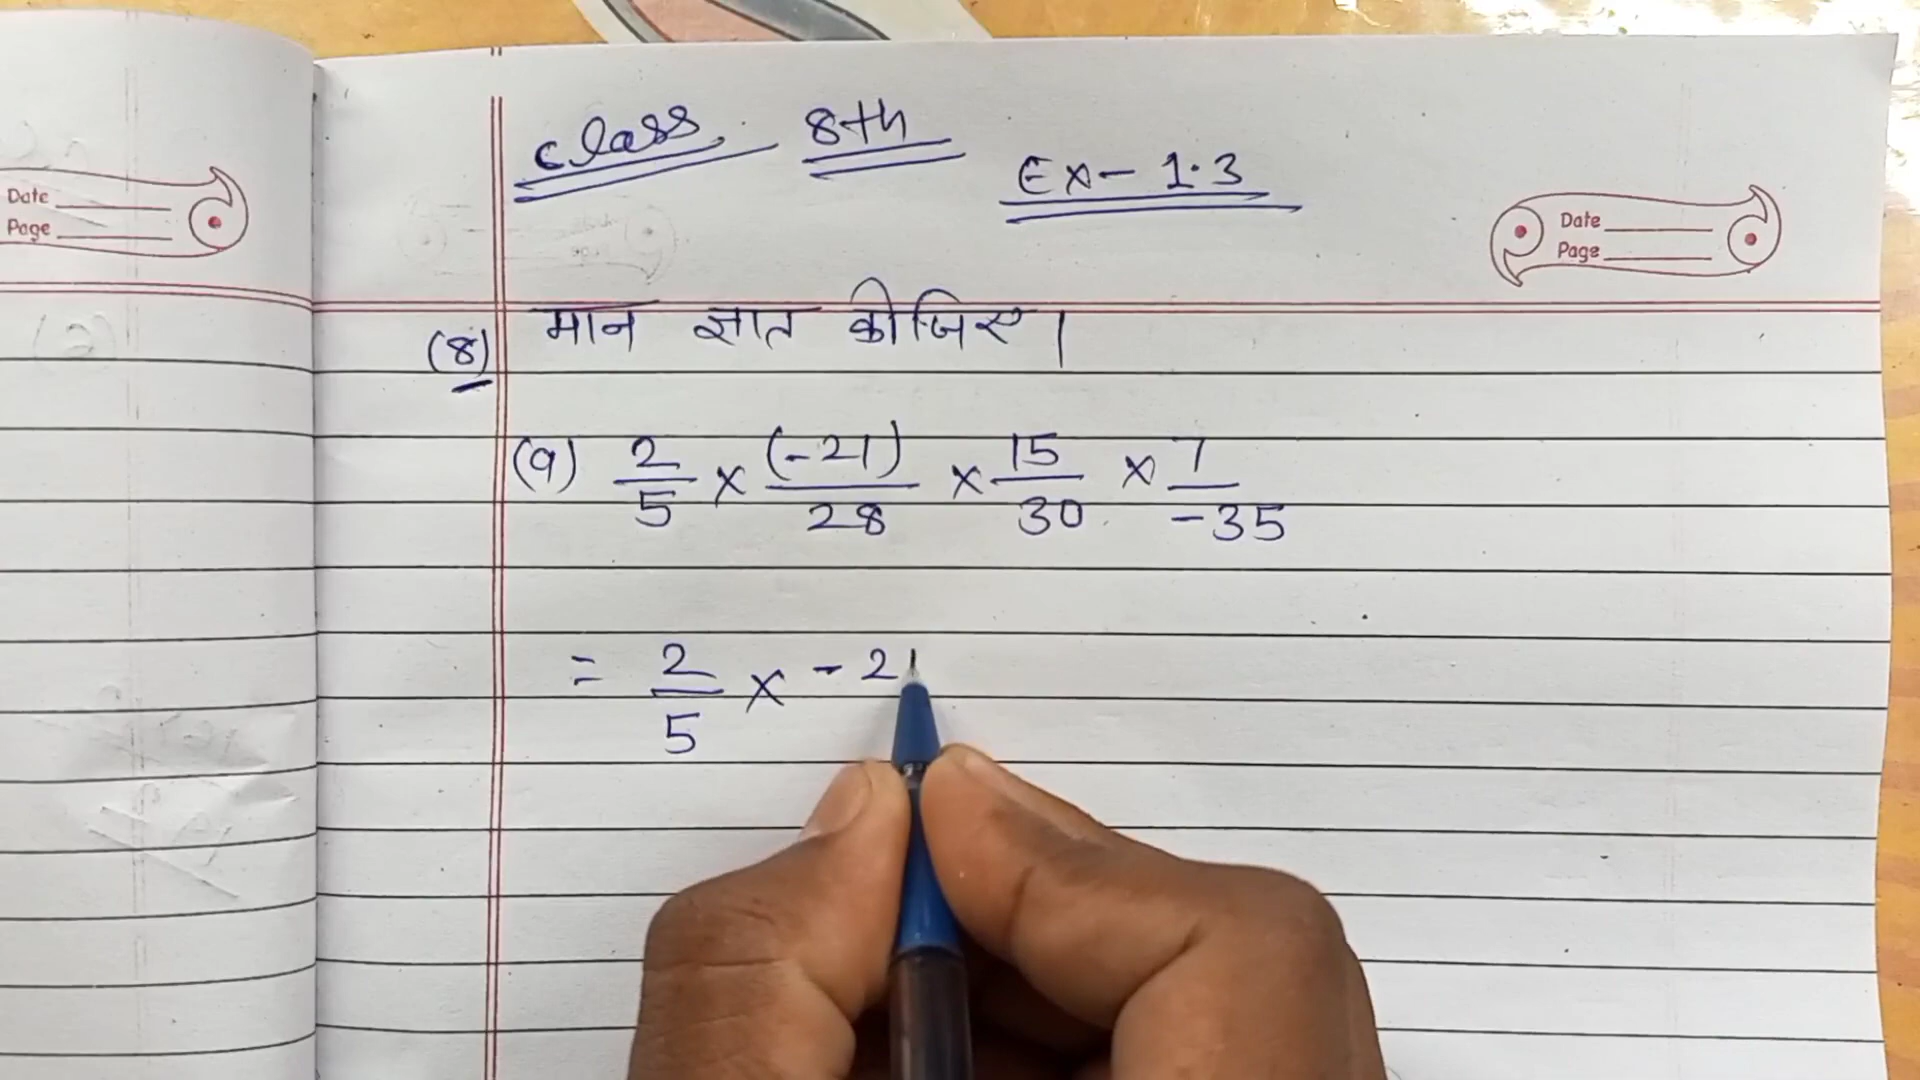 Class 8th
Ex- 1.3
Date
Page
Date
Page
(8) मान ज्ञात कीजिए।
(9) 2/5 × (-21)/28 × 15/30 × 7/-35
= 2/5 × -21